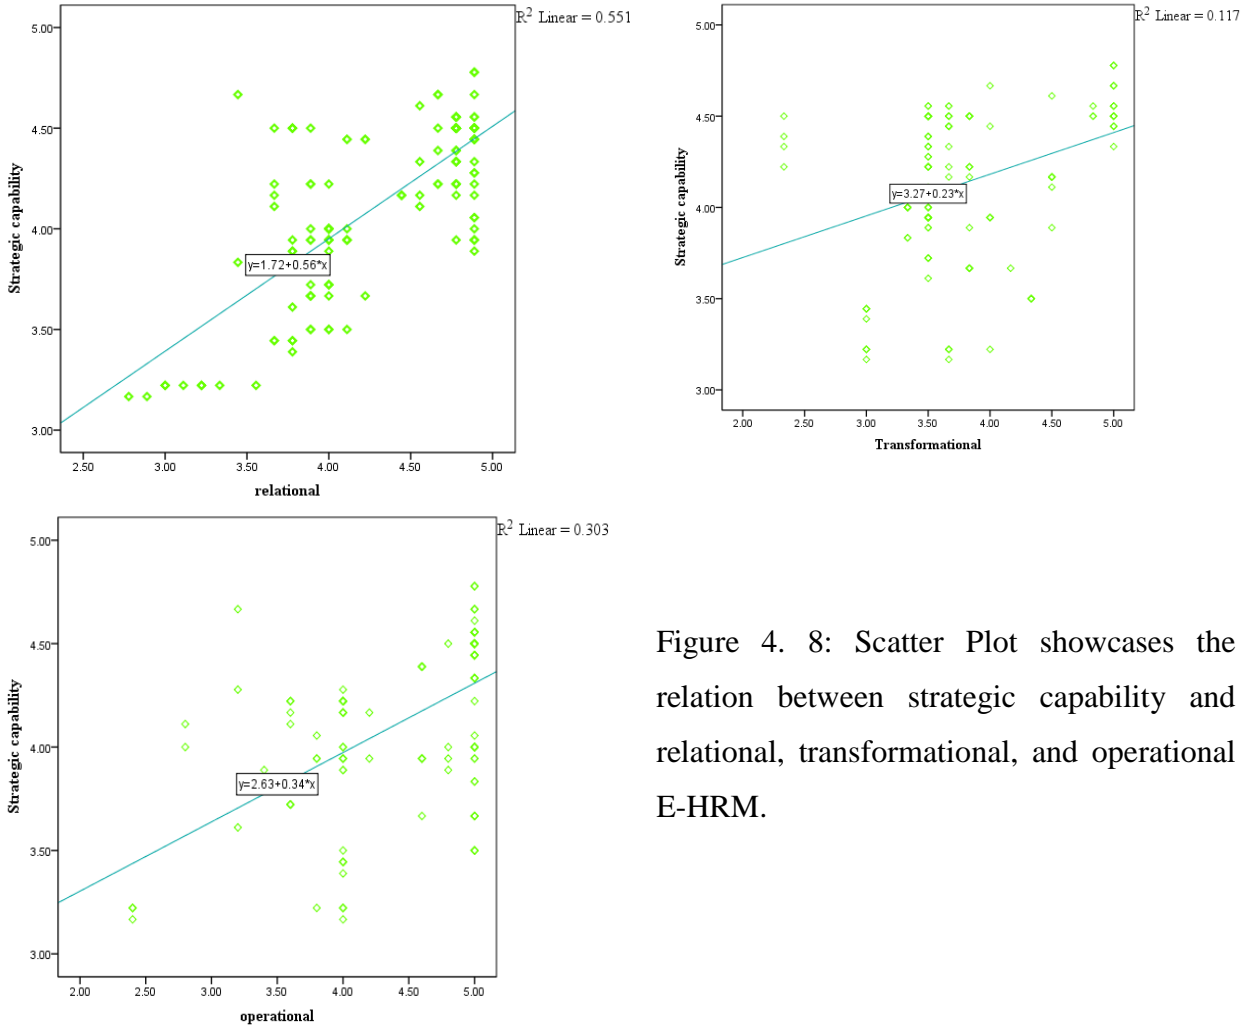 R² Linear = 0.551
5.00
4.50
4.00
3.50
3.00
Strategic capability
y=1.72+0.56*x
2.50 3.00 3.50 4.00 4.50 5.00
relational
R² Linear = 0.117
5.00
4.50
4.00
3.50
3.00
Strategic capability
y=3.27+0.23*x
2.00 2.50 3.00 3.50 4.00 4.50 5.00
Transformational
R² Linear = 0.303
5.00
4.50
4.00
3.50
3.00
Strategic capability
y=2.63+0.34*x
2.00 2.50 3.00 3.50 4.00 4.50 5.00
operational
Figure 4. 8: Scatter Plot showcases the
relation between strategic capability and
relational, transformational, and operational
E-HRM.